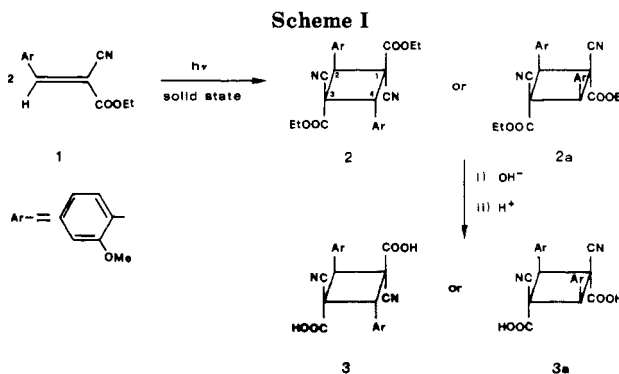 Scheme I
Ar CN
2
H COOEt
1
hν
solid state
Ar COOEt
NC 2 1
3 4 CN
EtOOC Ar
2
or
Ar CN
NC Ar
COOE
EtOOC
2a
i) OH⁻
ii) H⁺
Ar COOH
NC
CN
HOOC Ar
3
or
Ar CN
NC Ar
COOH
HOOC
3a
Ar— =
OMe